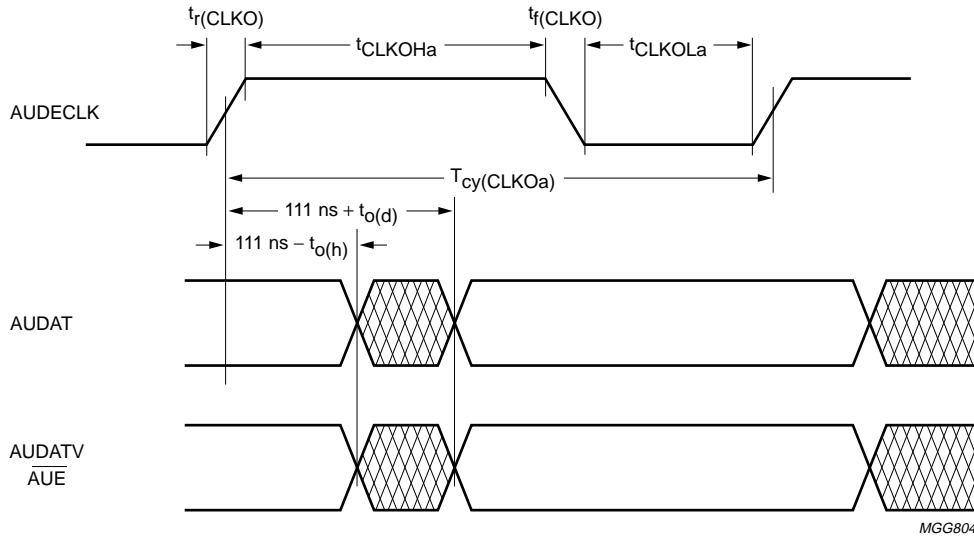 tr(CLKO)
tf(CLKO)
tCLKOHa
tCLKOLa
AUDECLK
Tcy(CLKOa)
111 ns + to(d)
111 ns − to(h)
AUDAT
AUDATV
AUE
MGG804